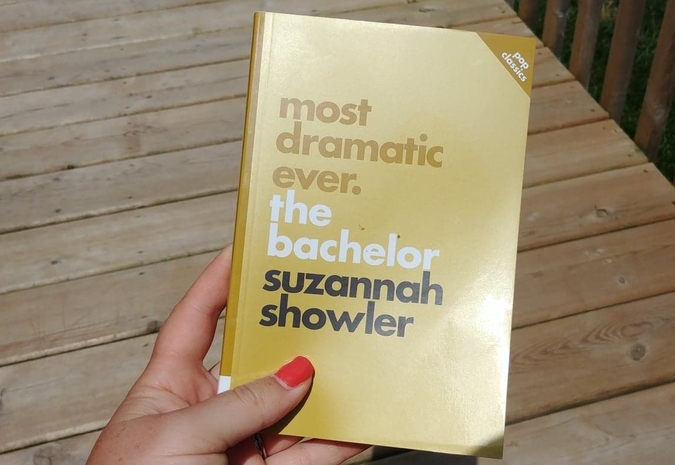 pop
classics
most
dramatic
ever.
the
bachelor
suzannah
showler